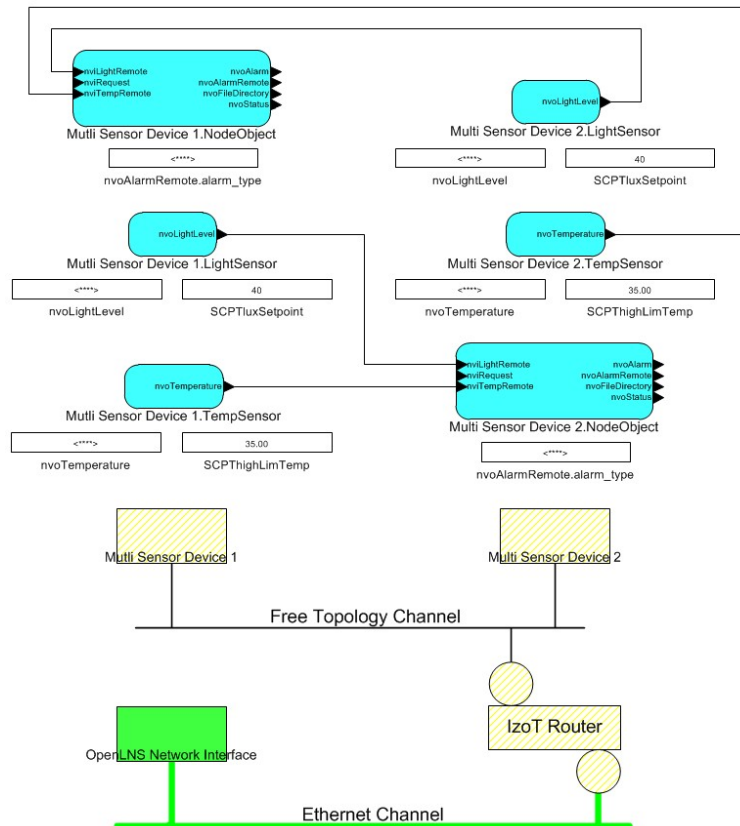 nviLightRemote
nviRequest
nviTempRemote
nvoAlarm
nvoAlarmRemote
nvoFileDirectory
nvoStatus
Mutli Sensor Device 1.NodeObject
<****>
nvoAlarmRemote.alarm_type
nvoLightLevel
Multi Sensor Device 2.LightSensor
<****>
40
nvoLightLevel
SCPTluxSetpoint
nvoLightLevel
Mutli Sensor Device 1.LightSensor
<****>
40
nvoLightLevel
SCPTluxSetpoint
nvoTemperature
Multi Sensor Device 2.TempSensor
<****>
35.00
nvoTemperature
SCPThighLimTemp
nvoTemperature
Mutli Sensor Device 1.TempSensor
<****>
35.00
nvoTemperature
SCPThighLimTemp
nviLightRemote
nviRequest
nviTempRemote
nvoAlarm
nvoAlarmRemote
nvoFileDirectory
nvoStatus
Multi Sensor Device 2.NodeObject
<****>
nvoAlarmRemote.alarm_type
Mutli Sensor Device 1
Multi Sensor Device 2
Free Topology Channel
IzoT Router
OpenLNS Network Interface
Ethernet Channel